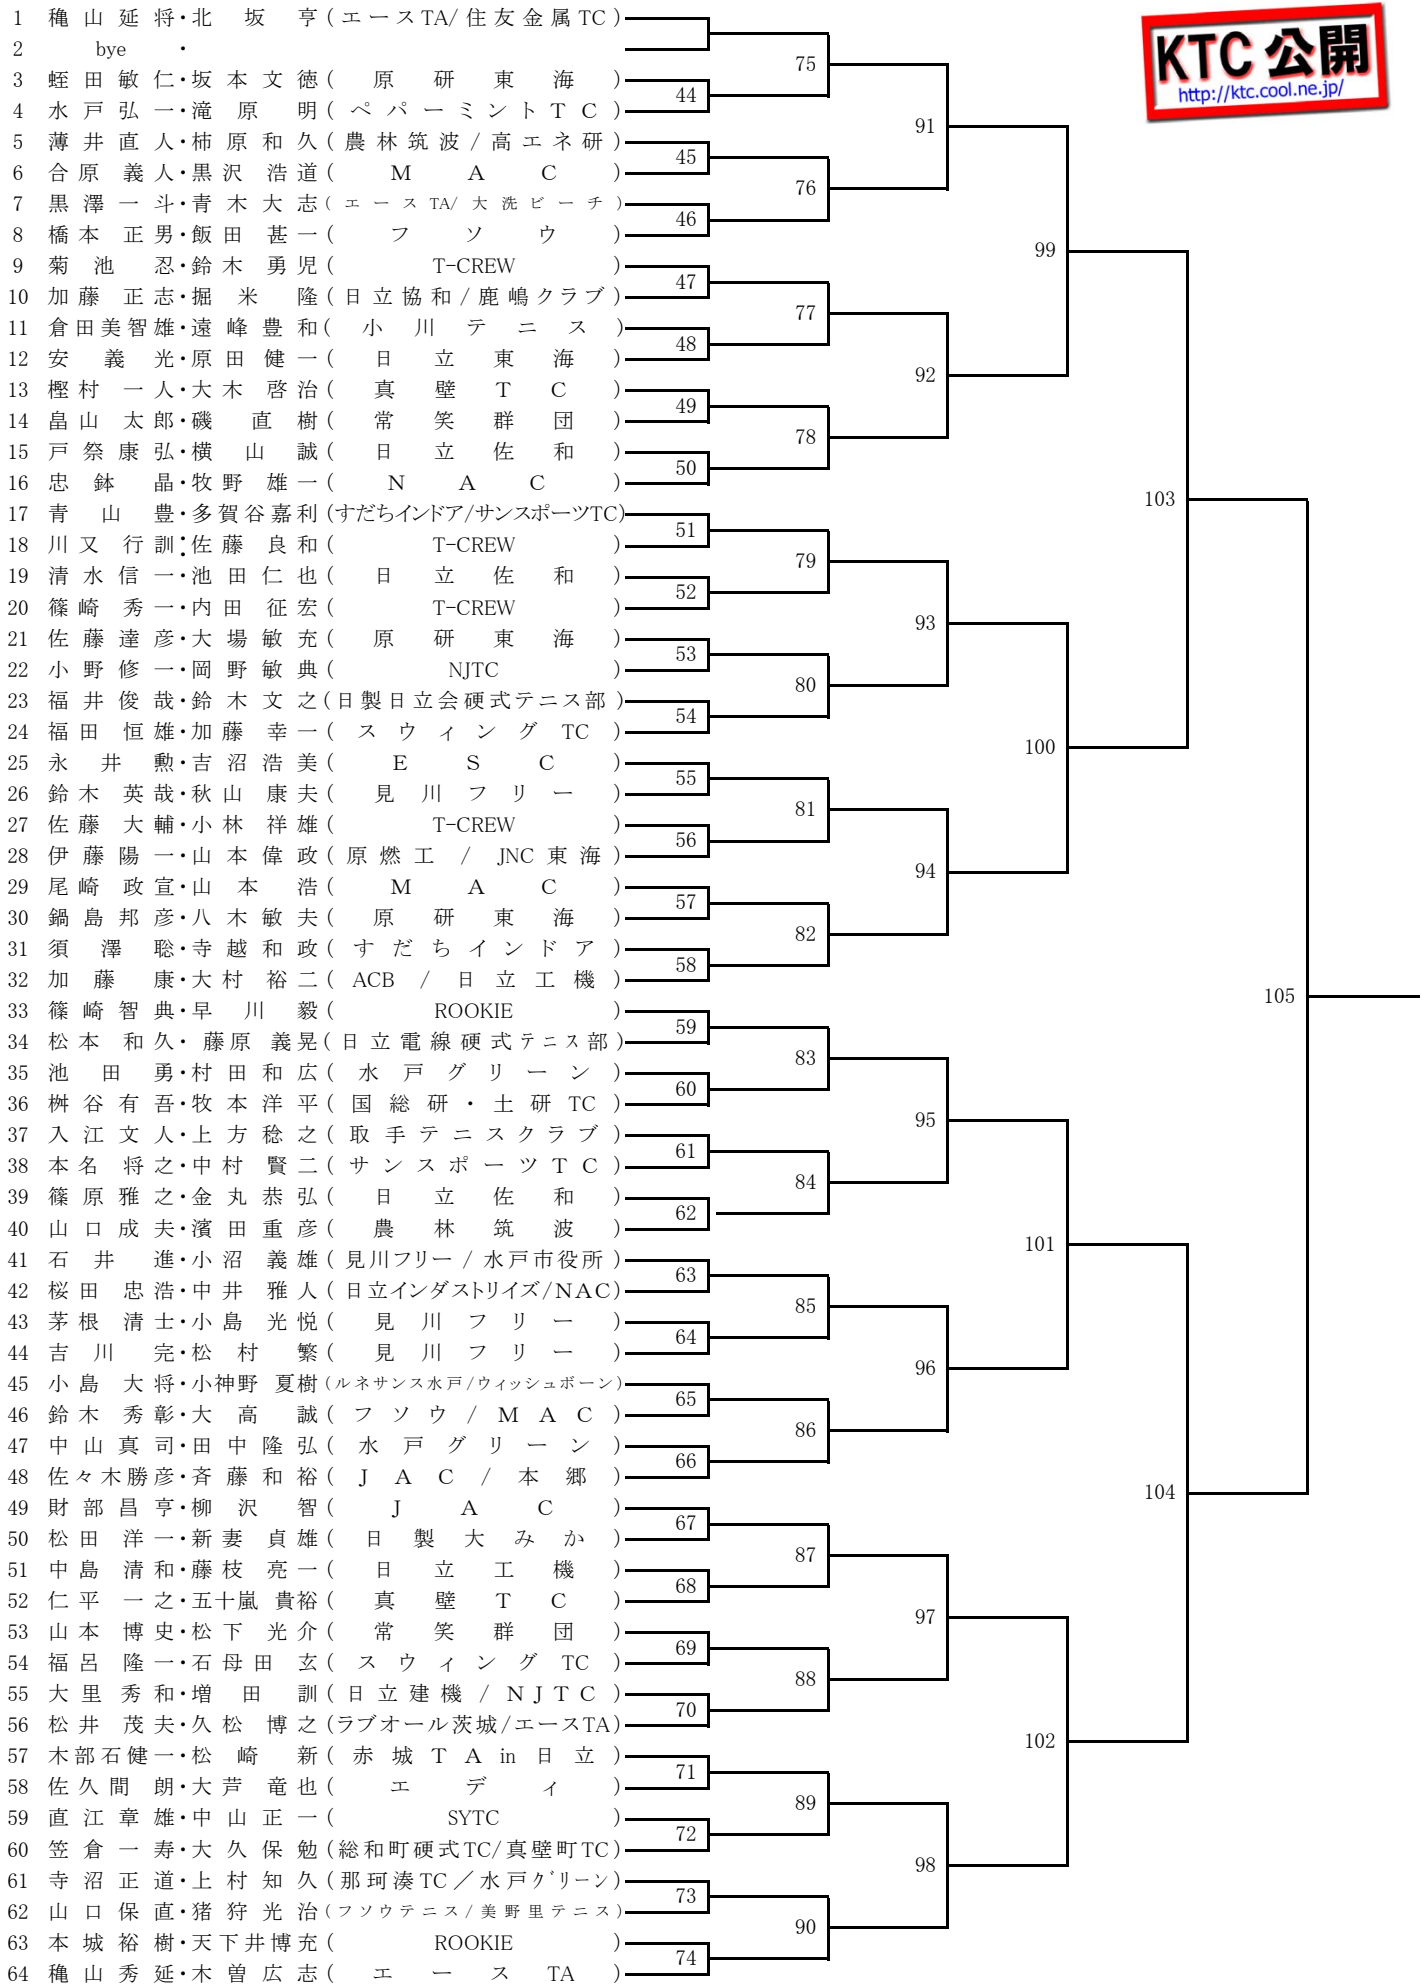 KTC 公開
http://ktc.cool.ne.jp/
1 穐山延将・北坂亨(エースTA/住友金属TC)
2 bye ・
3 蛭田敏仁・坂本文徳(原研東海)
4 水戸弘一・滝原明(ペパーミントTC)
5 薄井直人・柿原和久(農林筑波/高エネ研)
6 合原義人・黒沢浩道(MAC)
7 黒澤一斗・青木大志(エースTA/大洗ビーチ)
8 橋本正男・飯田甚一(フソウ)
9 菊池忍・鈴木勇児(T-CREW)
10 加藤正志・掘米隆(日立協和/鹿嶋クラブ)
11 倉田美智雄・遠峰豊和(小川テニス)
12 安義光・原田健一(日立東海)
13 樫村一人・大木啓治(真壁TC)
14 畠山太郎・磯直樹(常笑群団)
15 戸祭康弘・横山誠(日立佐和)
16 忠鉢晶・牧野雄一(NAC)
17 青山豊・多賀谷嘉利(すだちインドア/サンスポーツTC)
18 川又行訓・佐藤良和(T-CREW)
19 清水信一・池田仁也(日立佐和)
20 篠崎秀一・内田征宏(T-CREW)
21 佐藤達彦・大場敏充(原研東海)
22 小野修一・岡野敏典(NJTC)
23 福井俊哉・鈴木文之(日製日立会硬式テニス部)
24 福田恒雄・加藤幸一(スウィングTC)
25 永井勲・吉沼浩美(ESC)
26 鈴木英哉・秋山康夫(見川フリー)
27 佐藤大輔・小林祥雄(T-CREW)
28 伊藤陽一・山本偉政(原燃工/JNC東海)
29 尾崎政宣・山本浩(MAC)
30 鍋島邦彦・八木敏夫(原研東海)
31 須澤聡・寺越和政(すだちインドア)
32 加藤康・大村裕二(ACB/日立工機)
33 篠崎智典・早川毅(ROOKIE)
34 松本和久・藤原義晃(日立電線硬式テニス部)
35 池田勇・村田和広(水戸グリーン)
36 桝谷有吾・牧本洋平(国総研・土研TC)
37 入江文人・上方稔之(取手テニスクラブ)
38 本名将之・中村賢二(サンスポーツTC)
39 篠原雅之・金丸恭弘(日立佐和)
40 山口成夫・濱田重彦(農林筑波)
41 石井進・小沼義雄(見川フリー/水戸市役所)
42 桜田忠浩・中井雅人(日立インダストリイズ/NAC)
43 茅根清士・小島光悦(見川フリー)
44 吉川完・松村繁(見川フリー)
45 小島大将・小神野夏樹(ルネサンス水戸/ウィッシュボーン)
46 鈴木秀彰・大高誠(フソウ/MAC)
47 中山真司・田中隆弘(水戸グリーン)
48 佐々木勝彦・斉藤和裕(JAC/本郷)
49 財部昌亨・柳沢智(JAC)
50 松田洋一・新妻貞雄(日製大みか)
51 中島清和・藤枝亮一(日立工機)
52 仁平一之・五十嵐貴裕(真壁TC)
53 山本博史・松下光介(常笑群団)
54 福呂隆一・石母田玄(スウィングTC)
55 大里秀和・増田訓(日立建機/NJTC)
56 松井茂夫・久松博之(ラブオール茨城/エースTA)
57 木部石健一・松崎新(赤城TAin日立)
58 佐久間朗・大芦竜也(エディ)
59 直江章雄・中山正一(SYTC)
60 笠倉一寿・大久保勉(総和町硬式TC/真壁町TC)
61 寺沼正道・上村知久(那珂湊TC／水戸グリーン)
62 山口保直・猪狩光治(フソウテニス/美野里テニス)
63 本城裕樹・天下井博充(ROOKIE)
64 穐山秀延・木曽広志(エースTA)
44
45
46
47
48
49
50
51
52
53
54
55
56
57
58
59
60
61
62
63
64
65
66
67
68
69
70
71
72
73
74
75
76
77
78
79
80
81
82
83
84
85
86
87
88
89
90
91
92
93
94
95
96
97
98
99
100
101
102
103
104
105